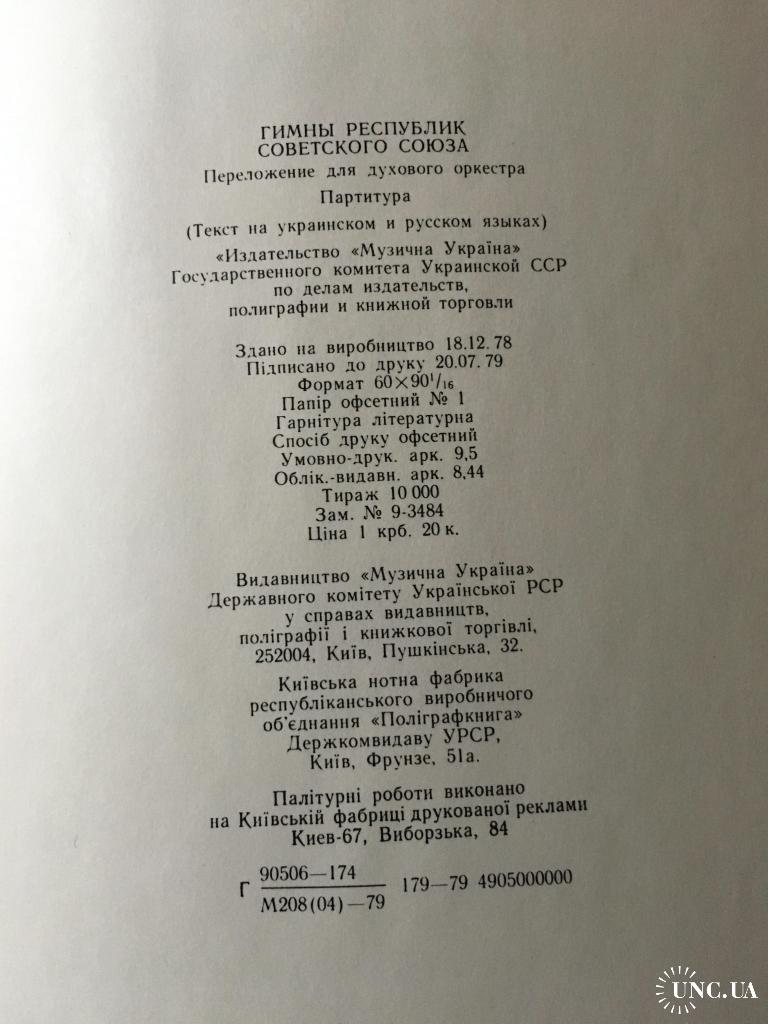 ГИМНЫ РЕСПУБЛИК
СОВЕТСКОГО СОЮЗА
Переложение для духового оркестра
Партитура
(Текст на украинском и русском языках)
«Издательство «Музична Україна»
Государственного комитета Украинской ССР
по делам издательств,
полиграфии и книжной торговли
Здано на виробництво 18.12.78
Підписано до друку 20.07.79
Формат 60×90¹/₁₆
Папір офсетний № 1
Гарнітура літературна
Спосіб друку офсетний
Умовно-друк. арк. 9,5
Облік.-видавн. арк. 8,44
Тираж 10 000
Зам. № 9-3484
Ціна 1 крб. 20 к.
Видавництво «Музична Україна»
Державного комітету Української РСР
у справах видавництв,
поліграфії і книжкової торгівлі,
252004, Київ, Пушкінська, 32.
Київська нотна фабрика
республіканського виробничого
об'єднання «Поліграфкнига»
Держкомвидаву УРСР,
Київ, Фрунзе, 51а.
Палітурні роботи виконано
на Київській фабриці друкованої реклами
Киев-67, Виборзька, 84
Г 90506—174
М208(04)—79 179—79 4905000000
UNC.UA